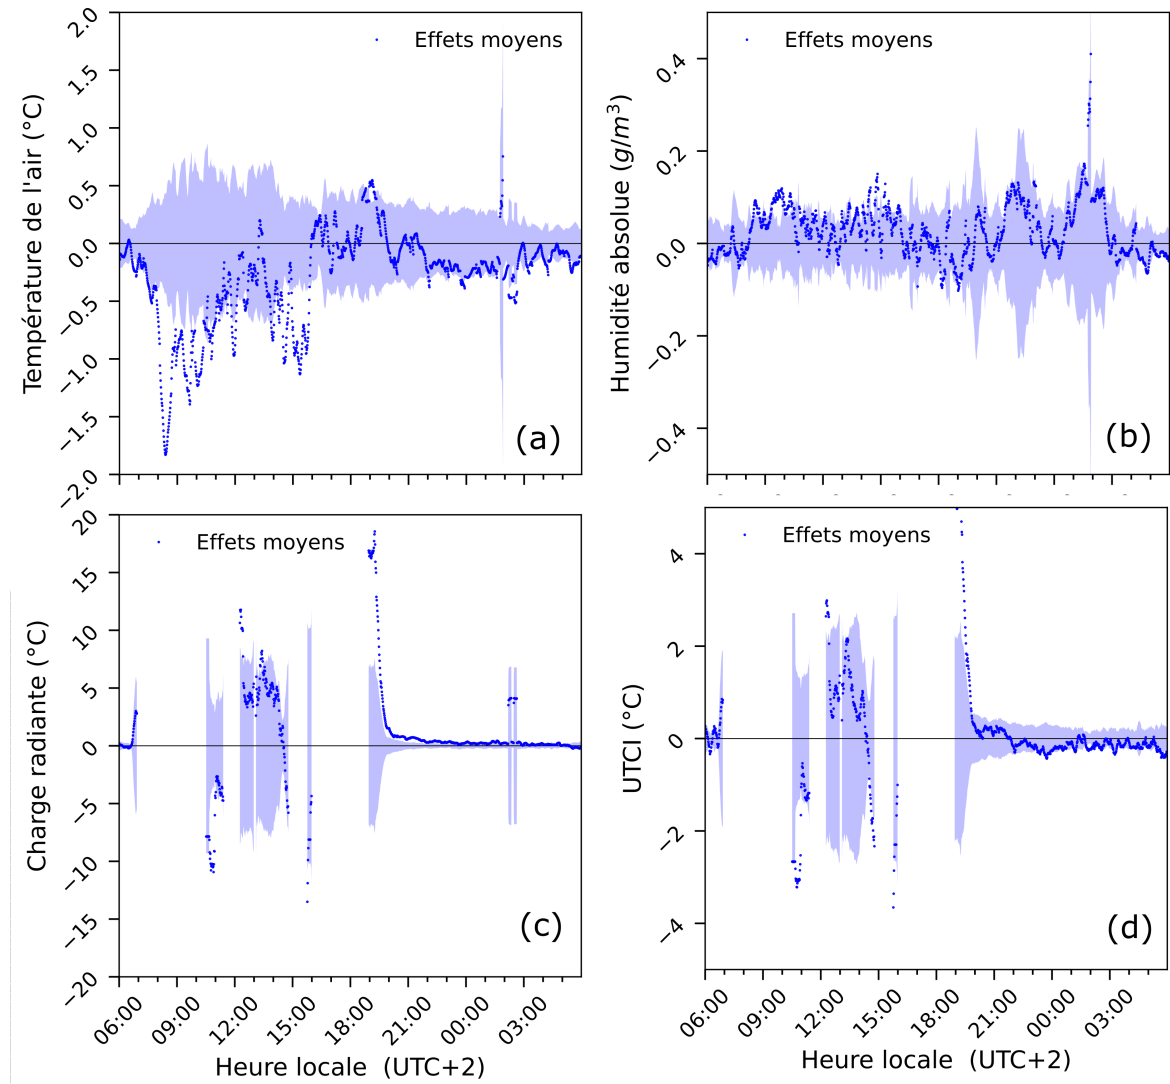 Effets moyens
Température de l'air (°C)
2.0
1.5
1.0
0.5
0.0
−0.5
−1.0
−1.5
−2.0
(a)
Effets moyens
Humidité absolue (g/m³)
0.4
0.2
0.0
−0.2
−0.4
(b)
Effets moyens
Charge radiante (°C)
20
15
10
5
0
−5
−10
−15
−20
(c)
06:00 09:00 12:00 15:00 18:00 21:00 00:00 03:00
Heure locale (UTC+2)
Effets moyens
UTCI (°C)
4
2
0
−2
−4
(d)
06:00 09:00 12:00 15:00 18:00 21:00 00:00 03:00
Heure locale (UTC+2)